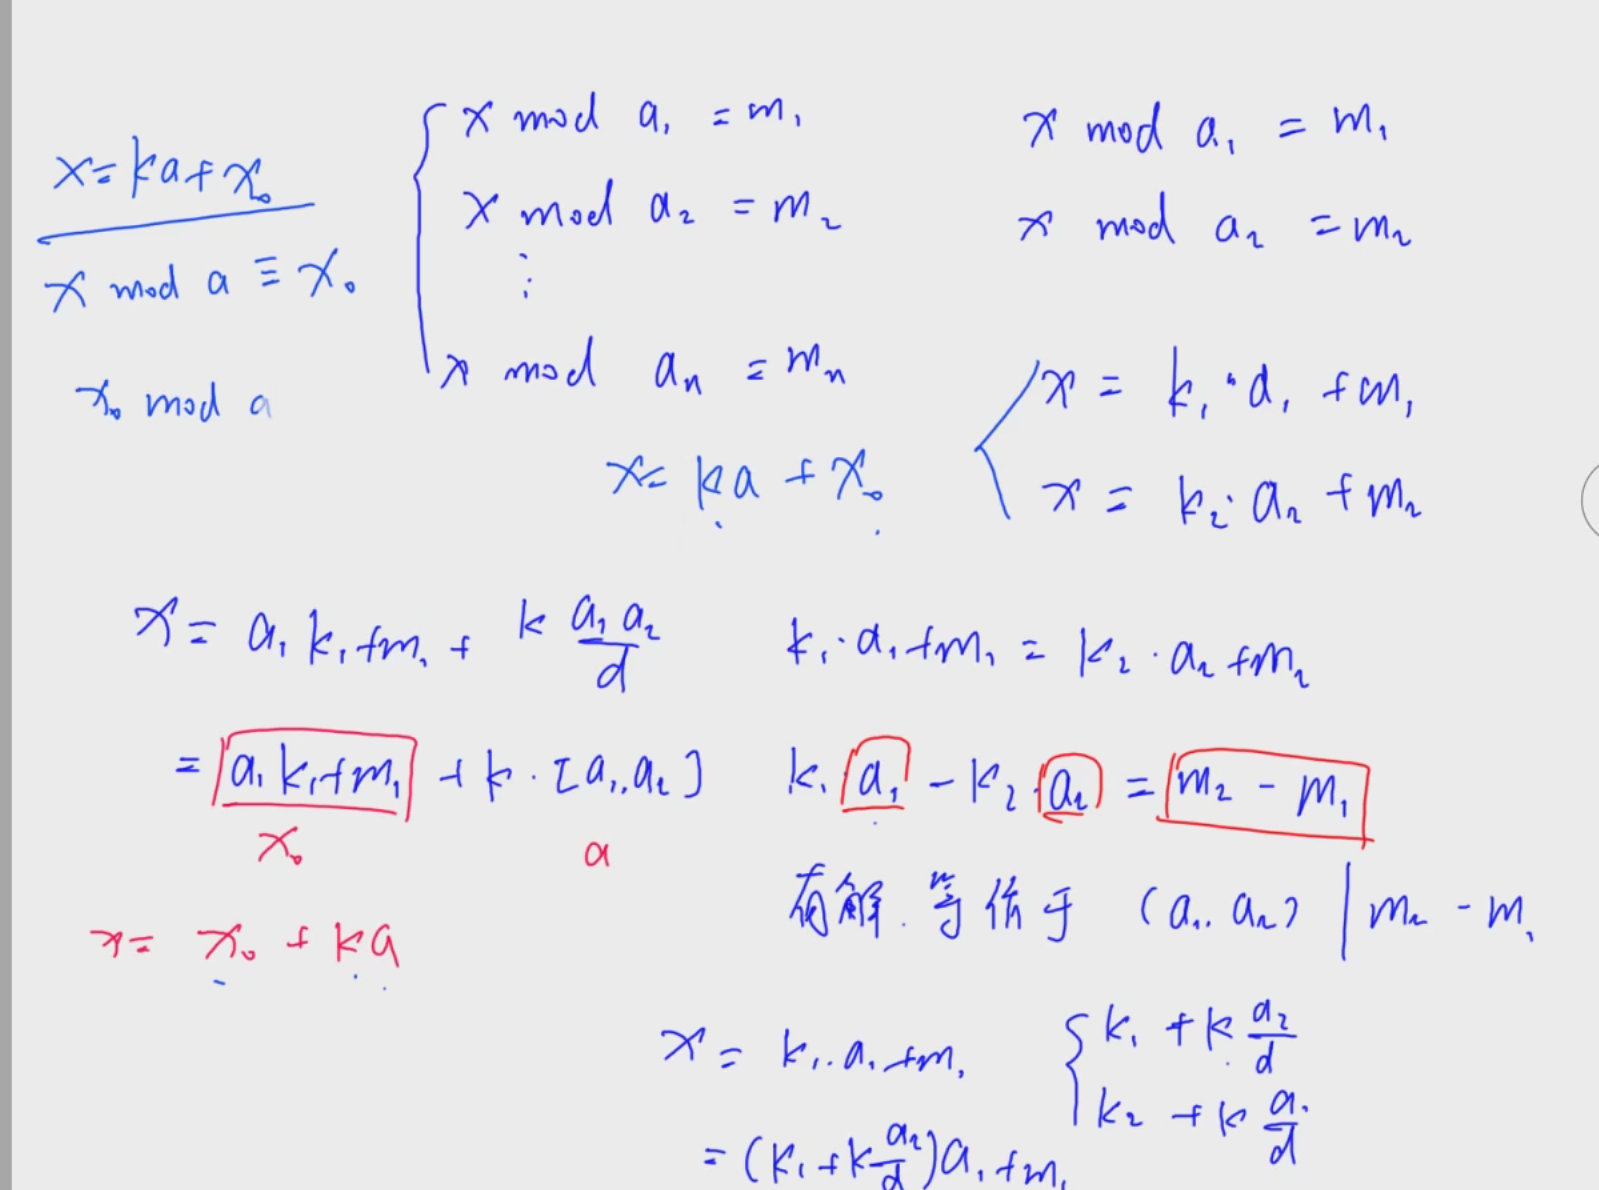 x = ka + x₀
x mod a ≡ x₀
x₀ mod a
x mod a₁ = m₁
x mod a₂ = m₂
⋮
x mod aₙ = mₙ
x = ka + x₀
x mod a₁ = m₁
x mod a₂ = m₂
x = k₁·a₁ + m₁
x = k₂·a₂ + m₂
k₁·a₁ + m₁ = k₂·a₂ + m₂
k₁a₁ - k₂a₂ = m₂ - m₁
有解.等价于 (a₁, a₂) | m₂ - m₁
k₁ + k a₂/d
k₂ + k a₁/d
x = k₁·a₁ + m₁
= (k₁ + k a₂/d)a₁ + m₁
x = a₁k₁ + m₁ + k a₁a₂/d
= a₁k₁ + m₁ + k·[a₁, a₂]
x₀ a
x = x₀ + ka